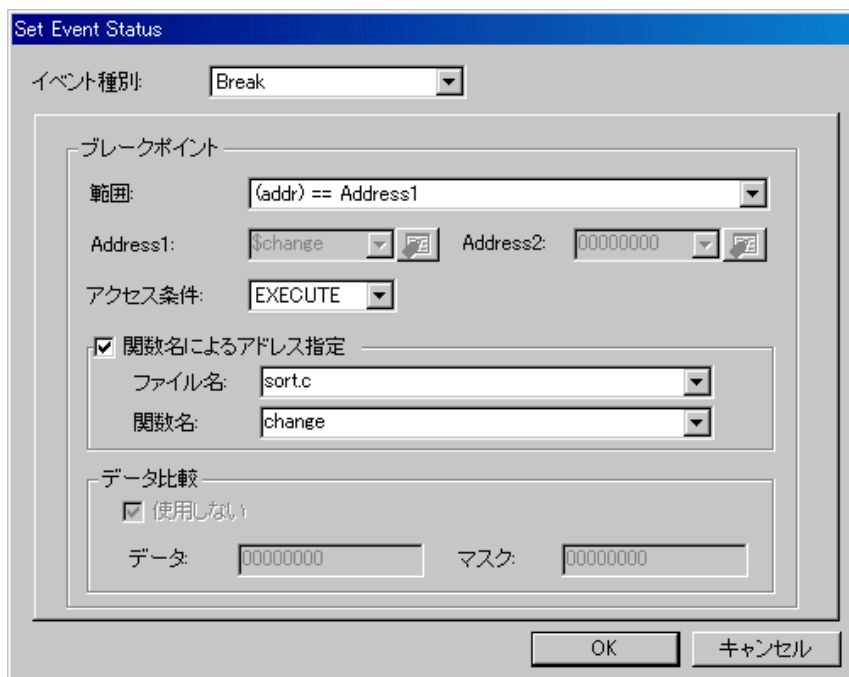 Set Event Status
イベント種別: Break
ブレークポイント
範囲: (addr) == Address1
Address1: $change Address2: 00000000
アクセス条件: EXECUTE
関数名によるアドレス指定
ファイル名: sort.c
関数名: change
データ比較
使用しない
データ: 00000000 マスク: 00000000
OK キャンセル